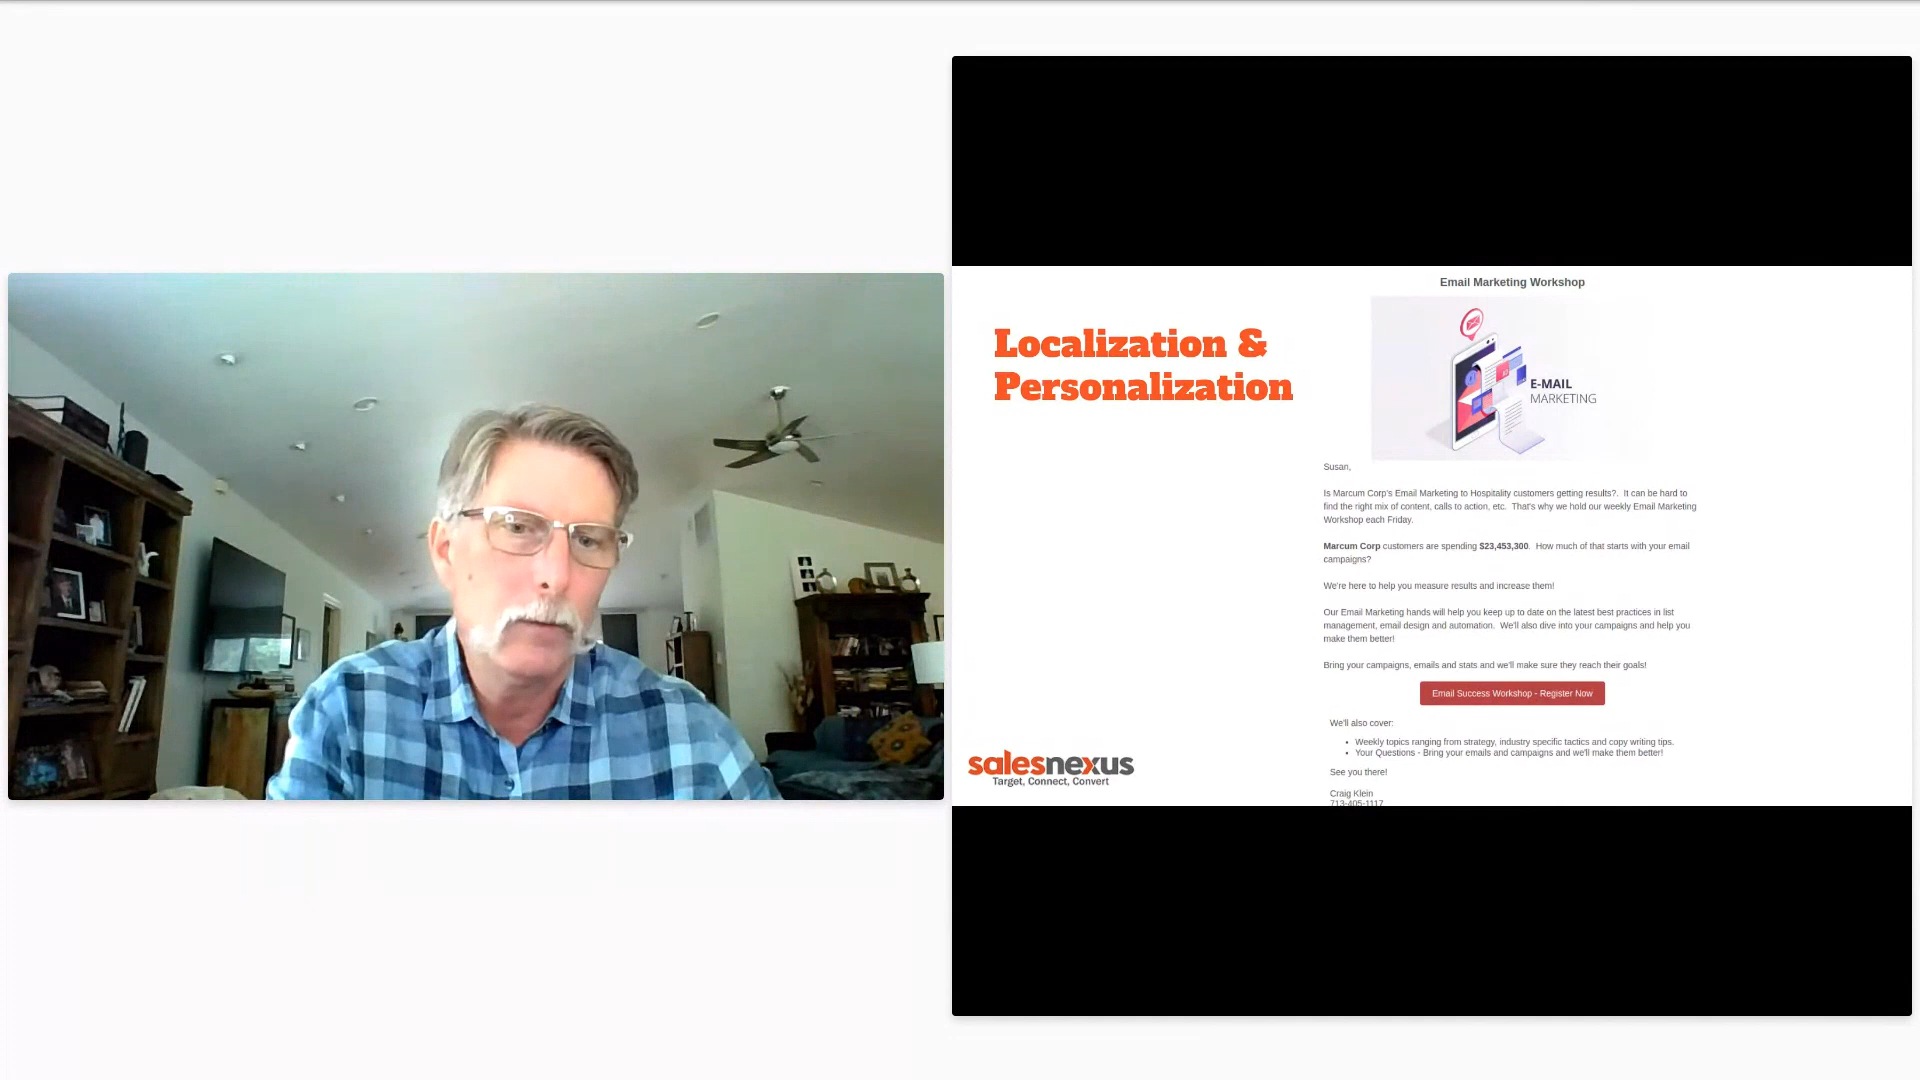 Localization &
Personalization
salesnexus
Target, Connect, Convert
Email Marketing Workshop
E-MAIL
MARKETING
Susan,
Is Marcum Corp's Email Marketing to Hospitality customers getting results?.  It can be hard to
find the right mix of content, calls to action, etc.  That's why we hold our weekly Email Marketing
Workshop each Friday.
Marcum Corp customers are spending $23,453,300.  How much of that starts with your email
campaigns?
We're here to help you measure results and increase them!
Our Email Marketing hands will help you keep up to date on the latest best practices in list
management, email design and automation.  We'll also dive into your campaigns and help you
make them better!
Bring your campaigns, emails and stats and we'll make sure they reach their goals!
Email Success Workshop - Register Now
We'll also cover:
• Weekly topics ranging from strategy, industry specific tactics and copy writing tips.
• Your Questions - Bring your emails and campaigns and we'll make them better!
See you there!
Craig Klein
713-405-1117